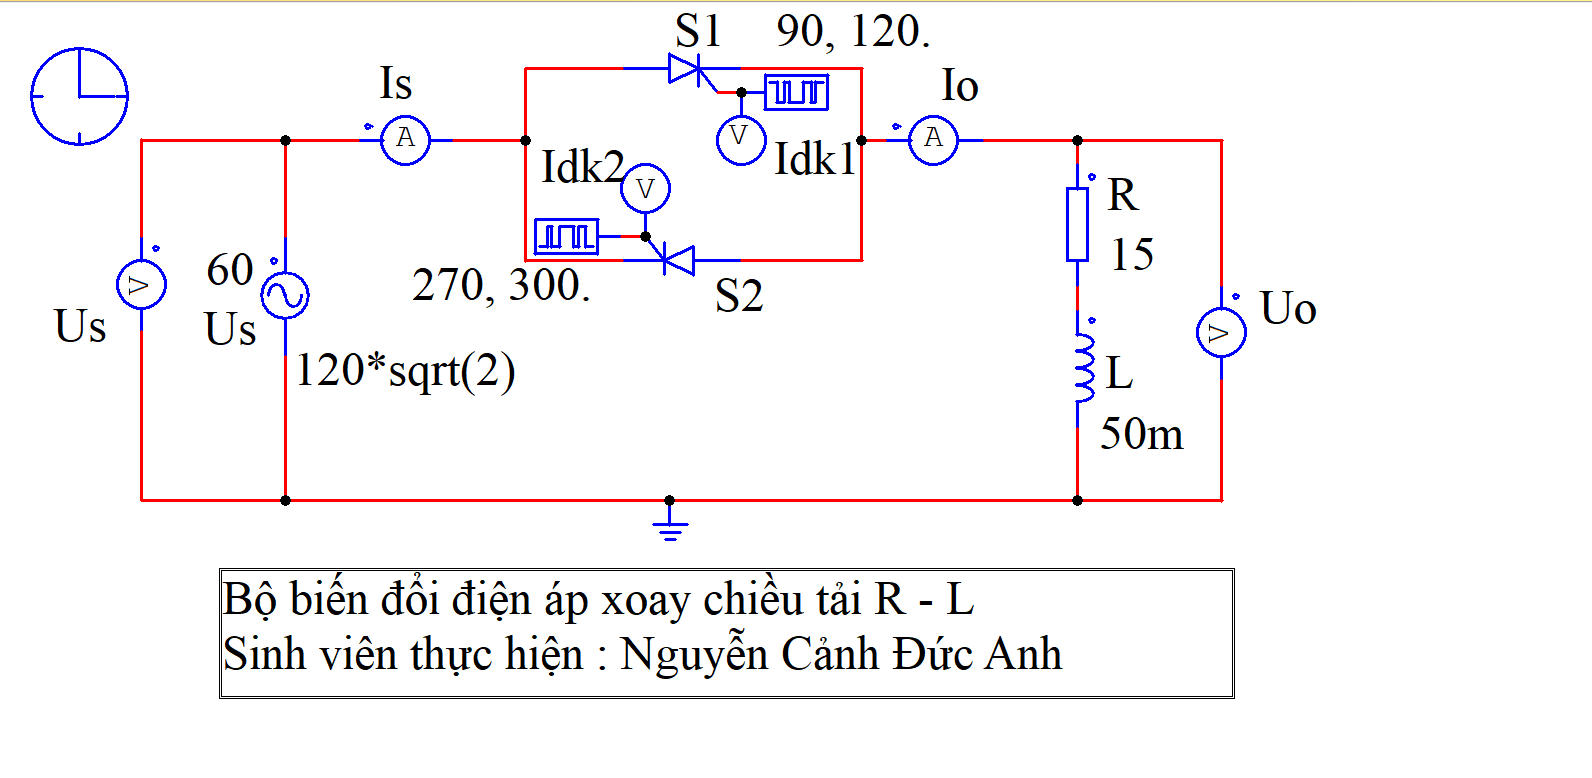 S1 90, 120.
Is
A
Io
A
V
Idk1
Idk2
V
R
15
60
Us
120*sqrt(2)
V
Us
270, 300.
S2
V
Uo
L
50m
Bộ biến đổi điện áp xoay chiều tải R - L
Sinh viên thực hiện : Nguyễn Cảnh Đức Anh